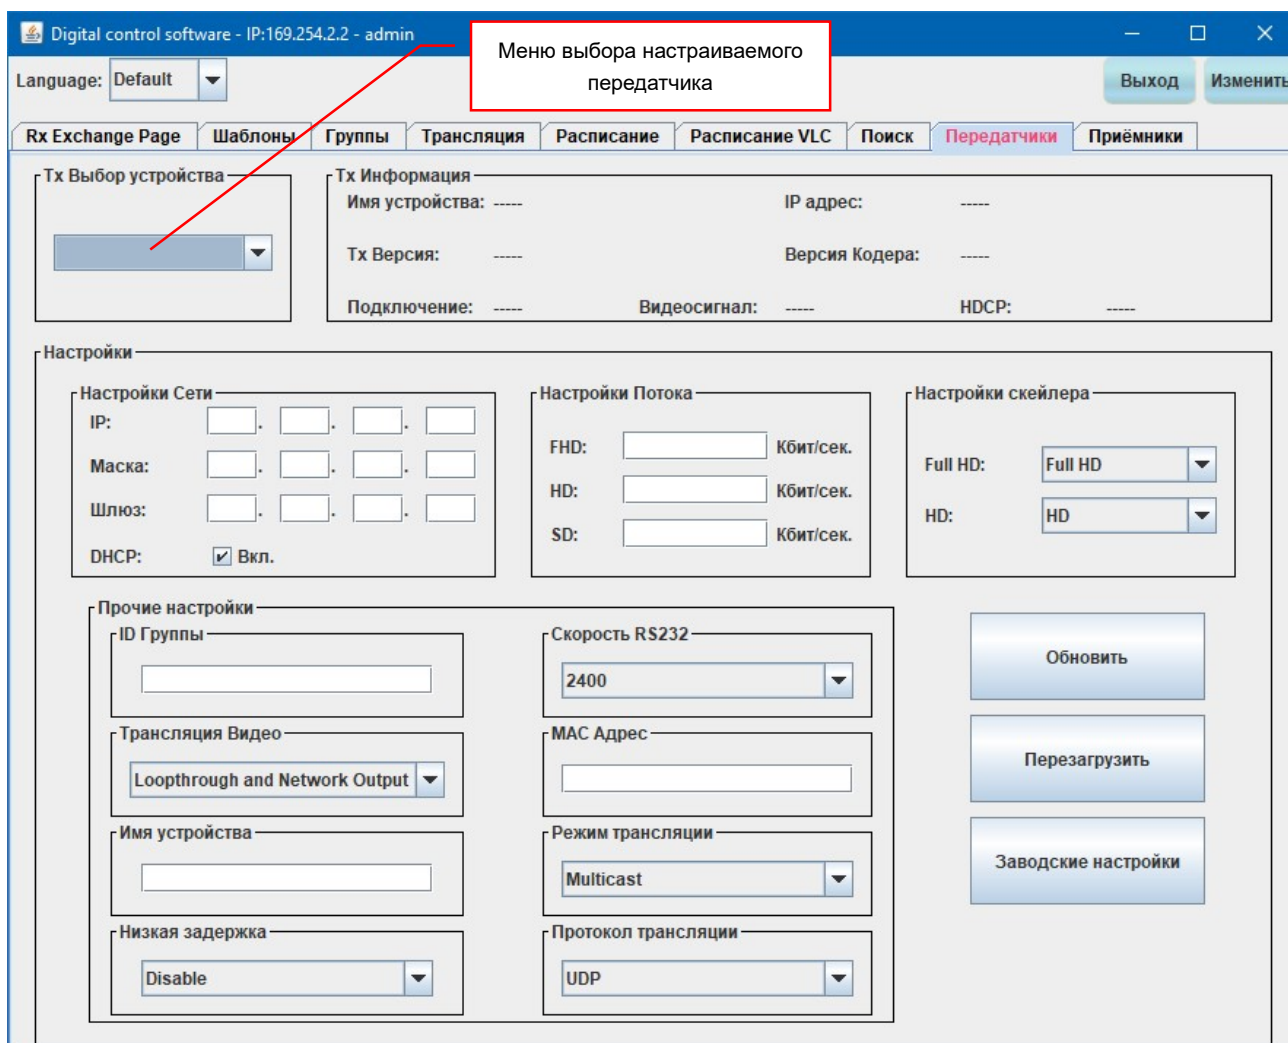 Digital control software - IP:169.254.2.2 - admin
Меню выбора настраиваемого
передатчика
Language: Default
Выход Изменить
Rx Exchange Page Шаблоны Группы Трансляция Расписание Расписание VLC Поиск Передатчики Приёмники
Tx Выбор устройства
Tx Информация
Имя устройства: ----- IP адрес: -----
Tx Версия: ----- Версия Кодера: -----
Подключение: ----- Видеосигнал: ----- HDCP: -----
Настройки
Настройки Сети
IP: . . .
Маска: . . .
Шлюз: . . .
DHCP: Вкл.
Настройки Потока
FHD: Кбит/сек.
HD: Кбит/сек.
SD: Кбит/сек.
Настройки скейлера
Full HD: Full HD
HD: HD
Прочие настройки
ID Группы
Скорость RS232
2400
Трансляция Видео
Loopthrough and Network Output
MAC Адрес
Имя устройства
Режим трансляции
Multicast
Низкая задержка
Disable
Протокол трансляции
UDP
Обновить
Перезагрузить
Заводские настройки